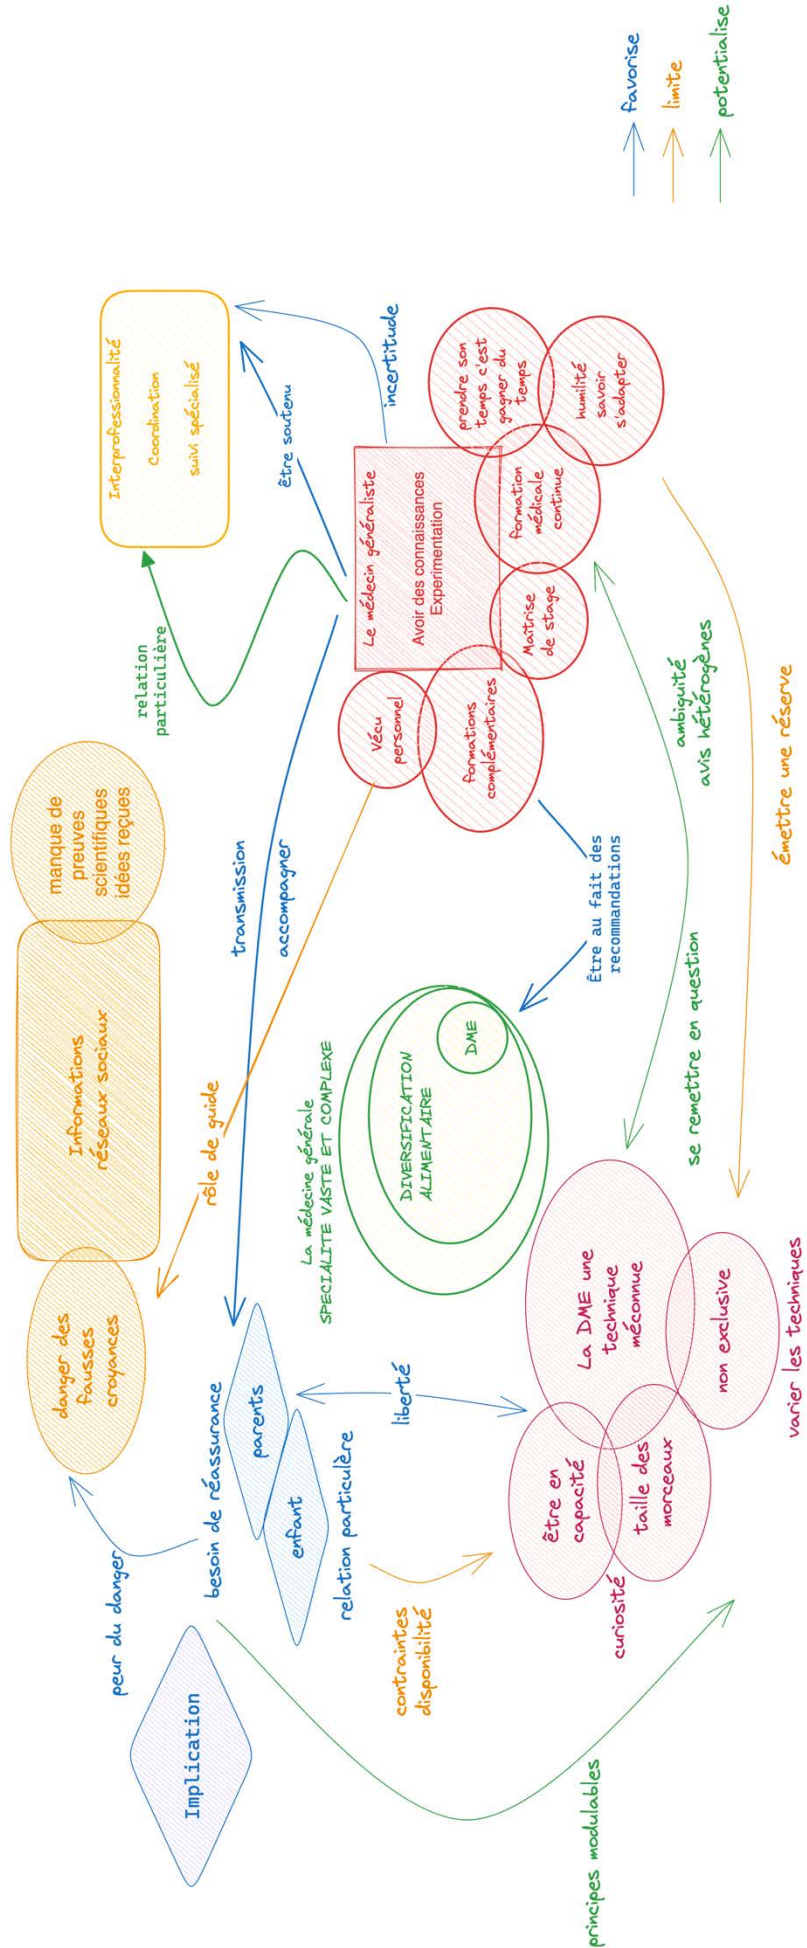 Implication
peur du danger
besoin de réassurance
parents
enfant
relation particulière
contraintes
disponibilité
principes modulables
danger des
fausses
croyances
Informations
réseaux sociaux
manque de
preuves
scientifiques
idées reçues
rôle de guide
transmission
accompagner
La médecine générale
SPECIALITE VASTE ET COMPLEXE
DIVERSIFICATION
ALIMENTAIRE
DME
liberté
être en
capacité
taille des
morceaux
curiosité
La DME une
technique
méconnue
non exclusive
varier les techniques
relation
particulière
Interprofessionnalité
Coordination
suivi spécialisé
être soutenu
incertitude
Le médecin généraliste
Avoir des connaissances
Experimentation
Vécu
personnel
formations
complémentaires
Maîtrise
de stage
formation
médicale
continue
prendre son
temps c'est
gagner du
temps
humilité
savoir
s'adapter
Être au fait des
recommandations
se remettre en question
ambiguité
avis hétérogènes
émettre une réserve
favorise
limite
potentialise